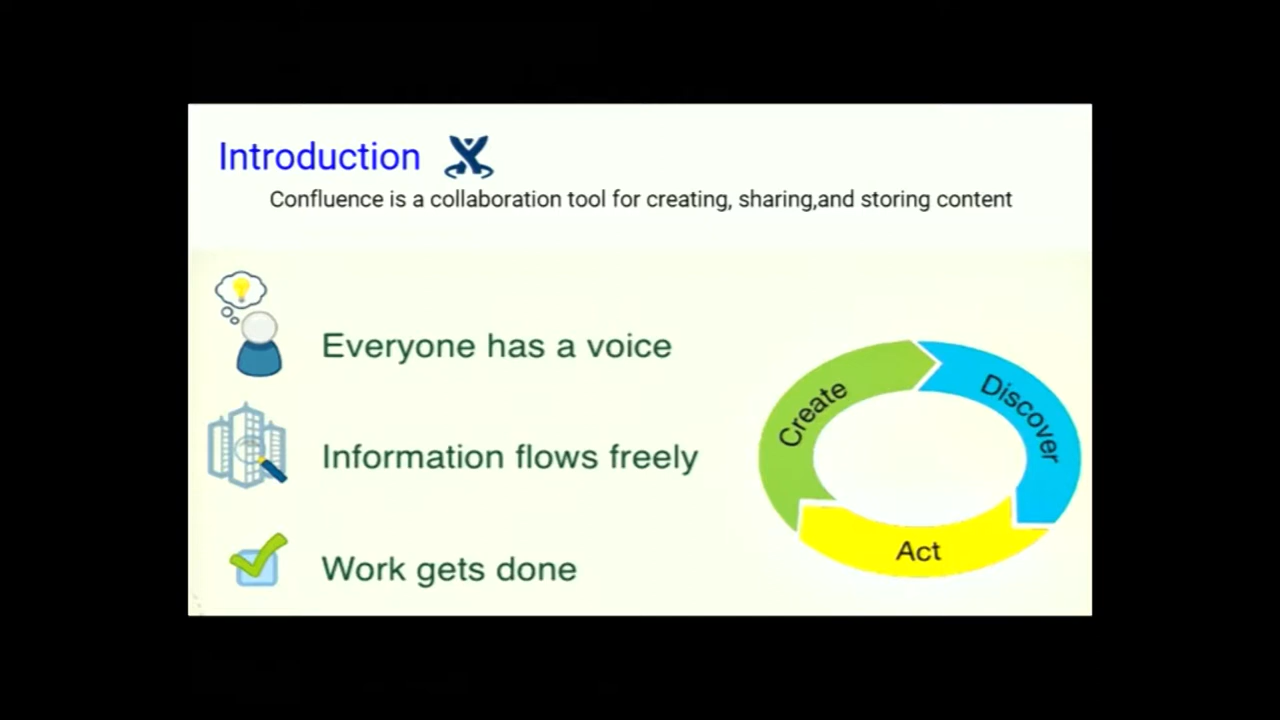 Introduction
Confluence is a collaboration tool for creating, sharing,and storing content
Everyone has a voice
Information flows freely
Work gets done
Create
Discover
Act